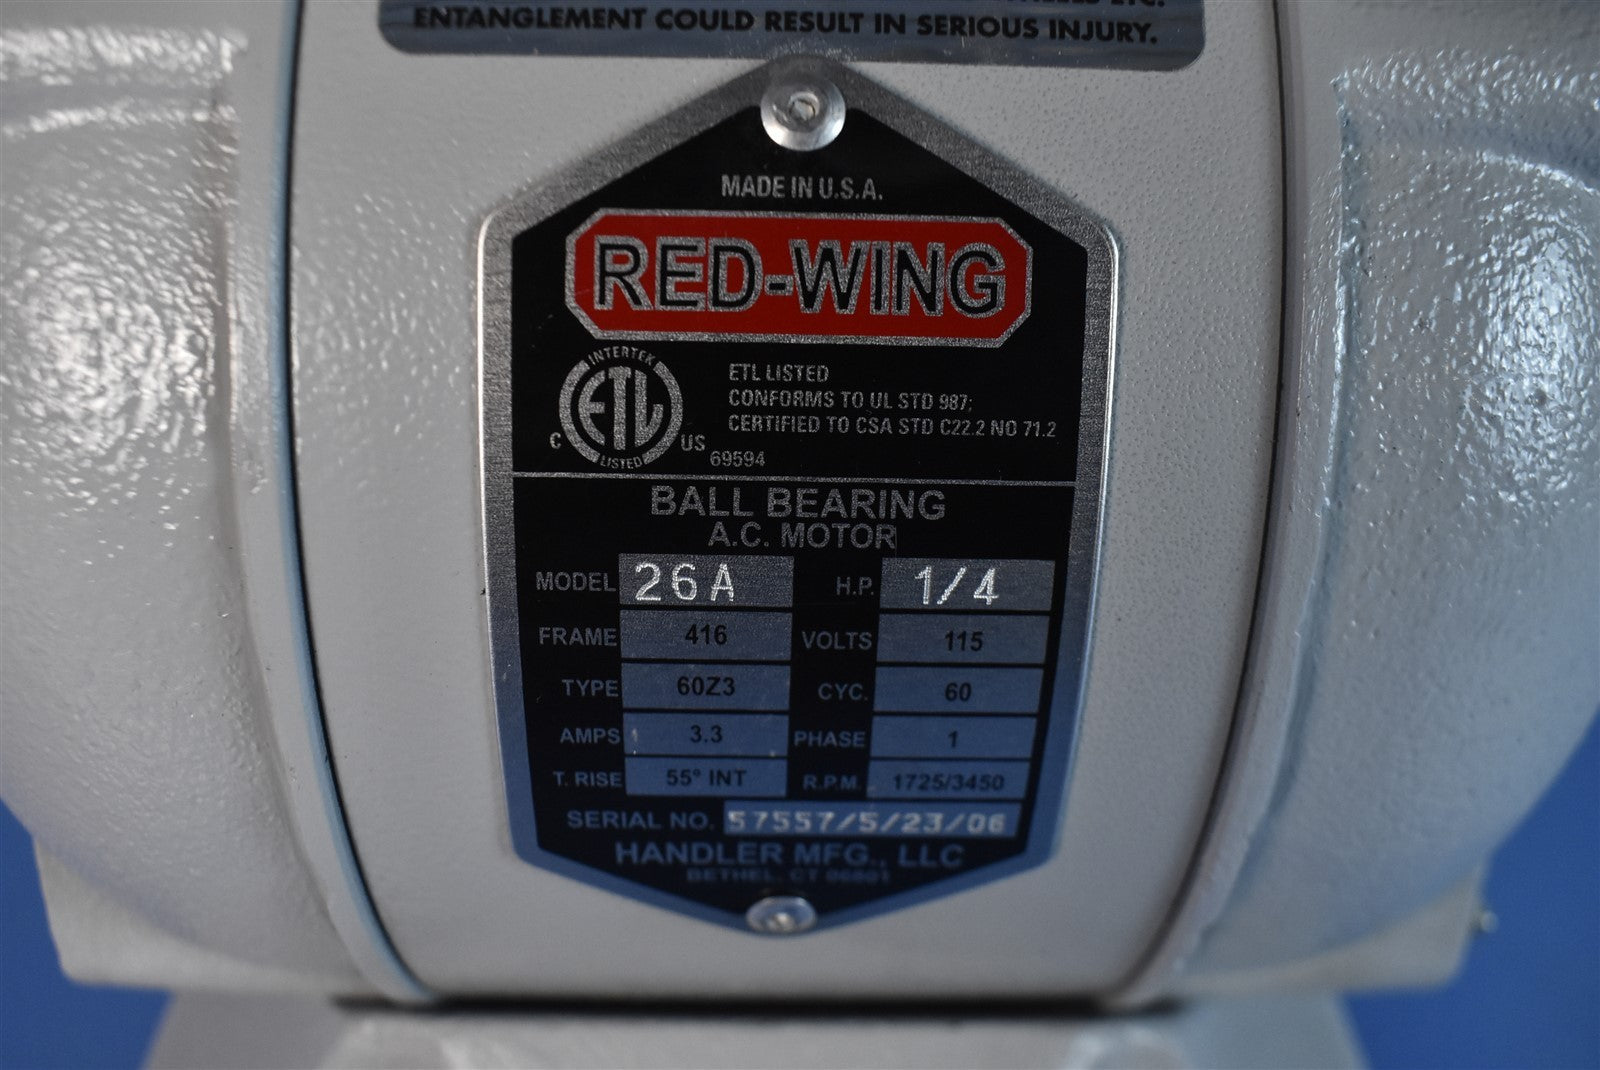 ETC.
ENTANGLEMENT COULD RESULT IN SERIOUS INJURY.
MADE IN U.S.A.
RED-WING
INTERTEK
ETL
LISTED
C US
ETL LISTED
CONFORMS TO UL STD 987;
CERTIFIED TO CSA STD C22.2 NO 71.2
69594
BALL BEARING
A.C. MOTOR
MODEL 26A H.P. 1/4
FRAME 416 VOLTS 115
TYPE 60Z3 CYC. 60
AMPS 3.3 PHASE 1
T. RISE 55° INT R.P.M. 1725/3450
SERIAL NO. 57557/5/23/06
HANDLER MFG., LLC
BETHEL, CT 06801